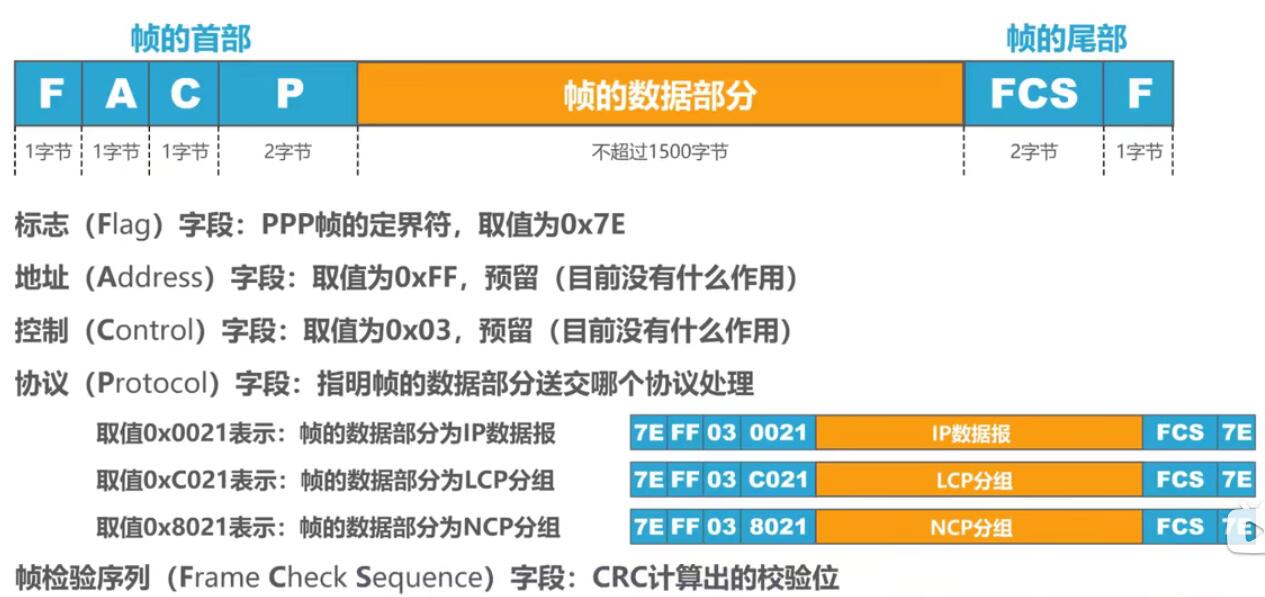 帧的首部 帧的尾部
F A C P 帧的数据部分 FCS F
1字节 1字节 1字节 2字节 不超过1500字节 2字节 1字节
标志（Flag）字段：PPP帧的定界符，取值为0x7E
地址（Address）字段：取值为0xFF，预留（目前没有什么作用）
控制（Control）字段：取值为0x03，预留（目前没有什么作用）
协议（Protocol）字段：指明帧的数据部分送交哪个协议处理
取值0x0021表示：帧的数据部分为IP数据报 7E FF 03 0021 IP数据报 FCS 7E
取值0xC021表示：帧的数据部分为LCP分组 7E FF 03 C021 LCP分组 FCS 7E
取值0x8021表示：帧的数据部分为NCP分组 7E FF 03 8021 NCP分组 FCS 7E
帧检验序列（Frame Check Sequence）字段：CRC计算出的校验位